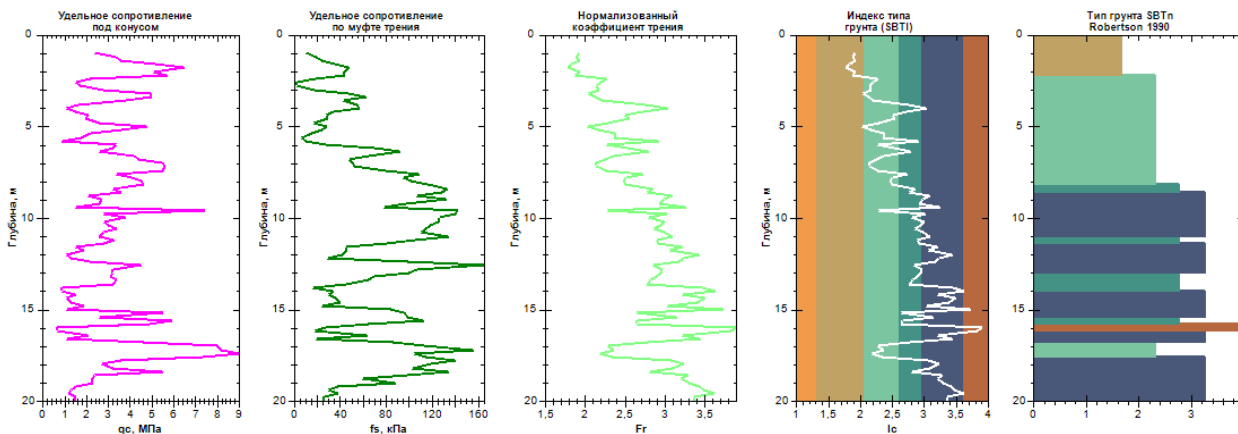 Удельное сопротивление
под конусом
0
5
10
15
20
Глубина, м
0 1 2 3 4 5 6 7 8 9
qc, МПа
Удельное сопротивление
по муфте трения
0
5
10
15
20
Глубина, м
0 40 80 120 160
fs, кПа
Нормализованный
коэффициент трения
0
5
10
15
20
Глубина, м
1,5 2 2,5 3 3,5
Fr
Индекс типа
грунта (SBTI)
0
5
10
15
20
Глубина, м
1 1,5 2 2,5 3 3,5 4
Ic
Тип грунта SBTn
Robertson 1990
0
5
10
15
20
Глубина, м
0 1 2 3